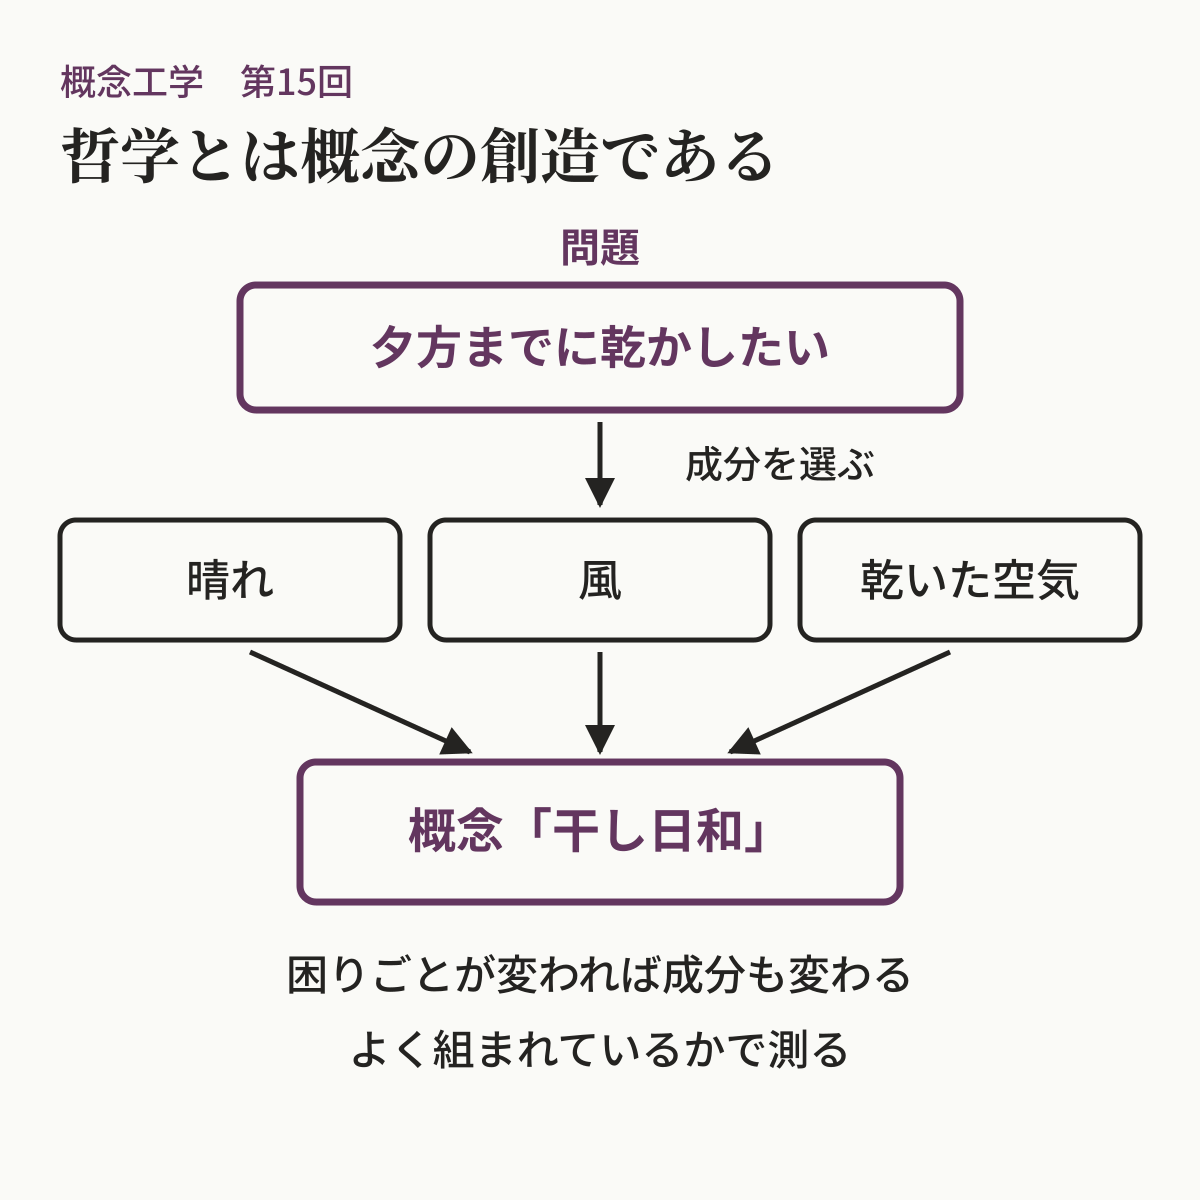 概念工学　第15回
哲学とは概念の創造である
問題
夕方までに乾かしたい
成分を選ぶ
晴れ
風
乾いた空気
概念「干し日和」
困りごとが変われば成分も変わる
よく組まれているかで測る